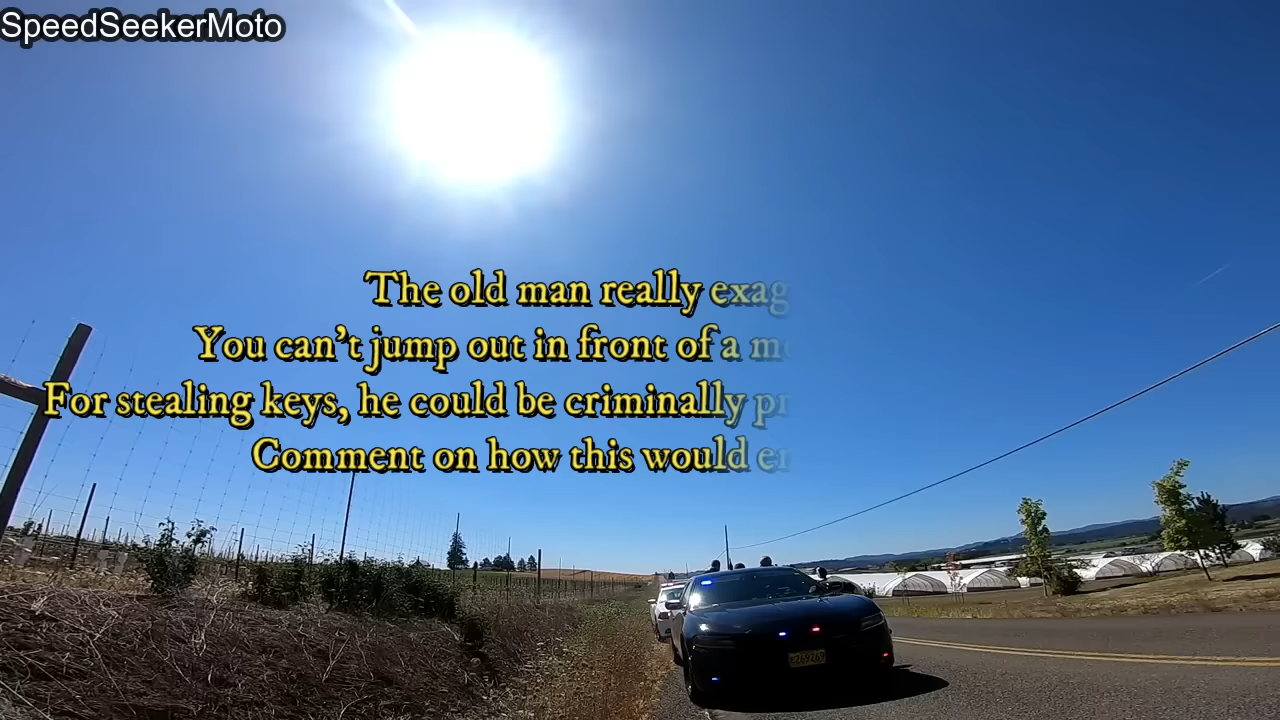 SpeedSeekerMoto
The old man really
You can't jump out in front of a
For stealing keys, he could be criminally
Comment on how this would
E269269